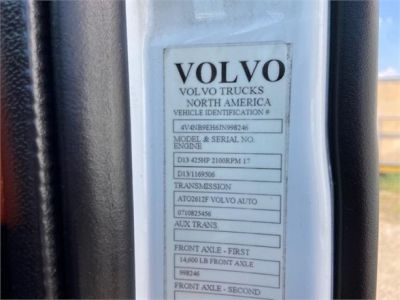 VOLVO
VOLVO TRUCKS
NORTH AMERICA
VEHICLE IDENTIFICATION #
4V4NB9EH6JN998246
MODEL & SERIAL NO.
ENGINE
D13 425HP 2100RPM 17
D13/1169506
TRANSMISSION
ATO2612F VOLVO AUTO
0710825456
AUX TRANS
FRONT AXLE - FIRST
14,600 LB FRONT AXLE
998246
FRONT AXLE - SECOND